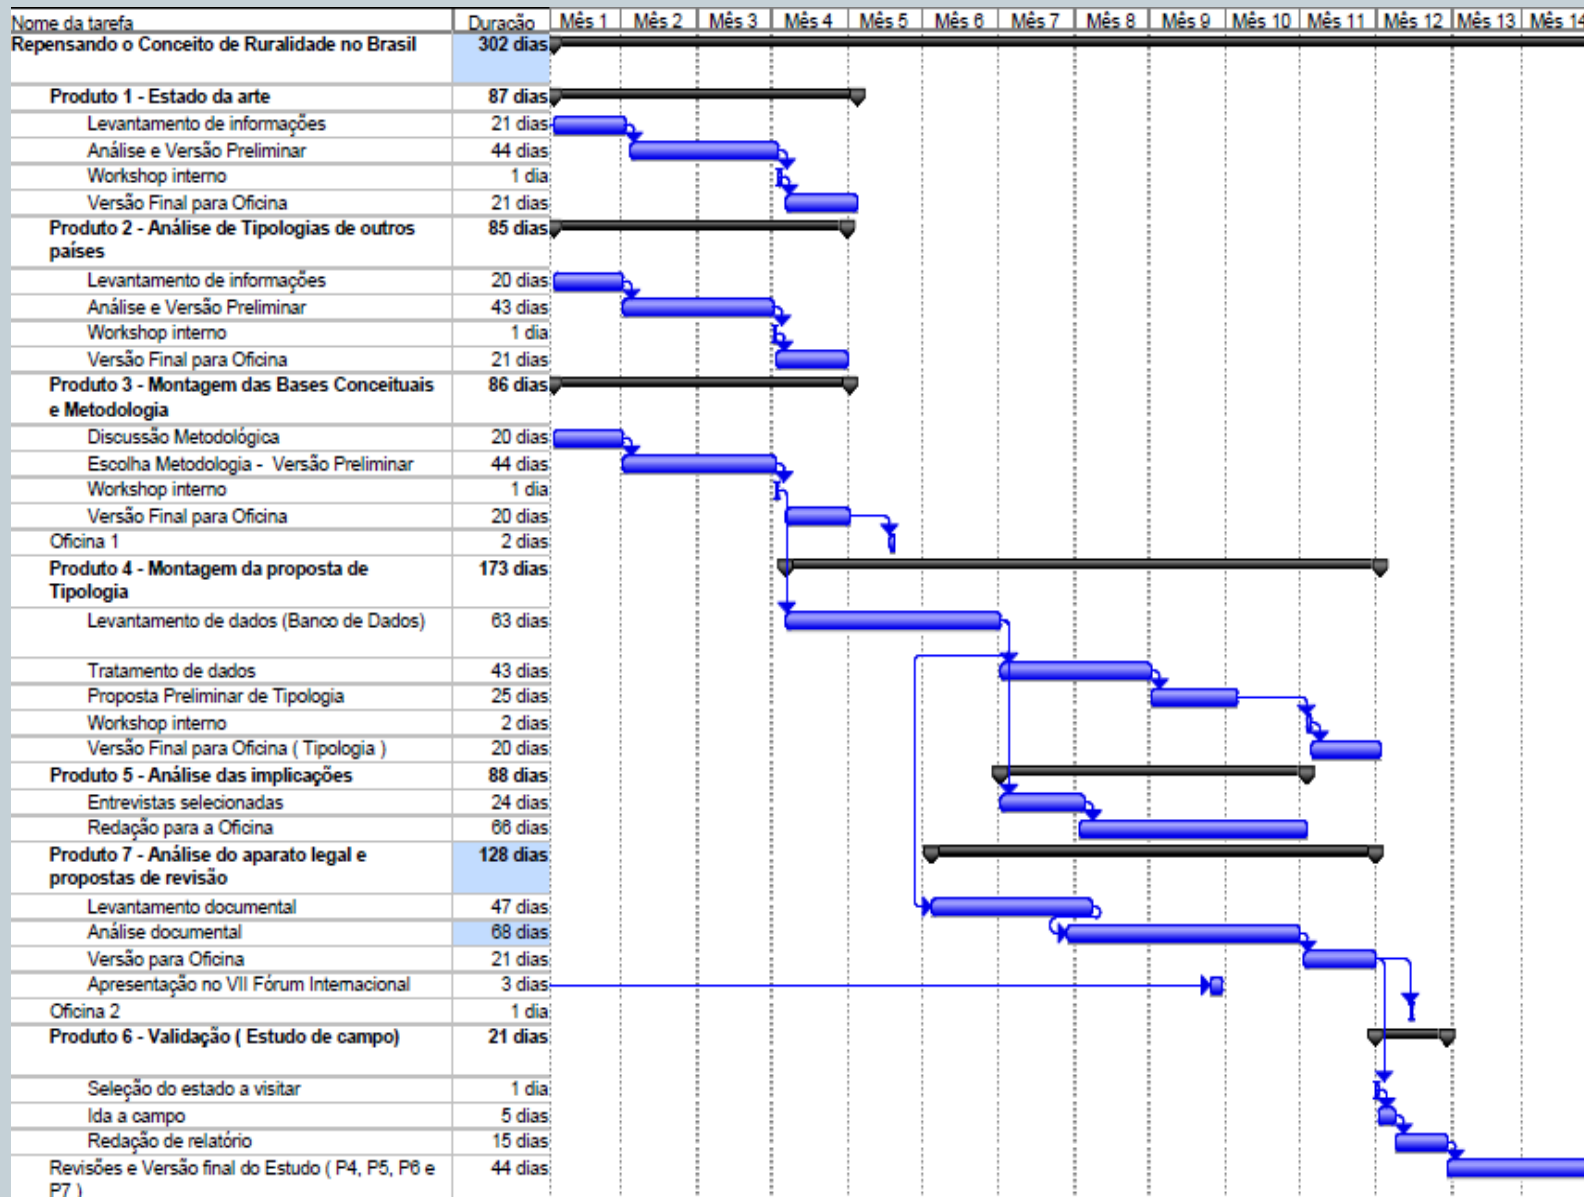 Nome da tarefa Duração Mês 1 Mês 2 Mês 3 Mês 4 Mês 5 Mês 6 Mês 7 Mês 8 Mês 9 Mês 10 Mês 11 Mês 12 Mês 13 Mês 14
Repensando o Conceito de Ruralidade no Brasil 302 dias
Produto 1 - Estado da arte 87 dias
Levantamento de informações 21 dias
Análise e Versão Preliminar 44 dias
Workshop interno 1 dia
Versão Final para Oficina 21 dias
Produto 2 - Análise de Tipologias de outros 85 dias
países
Levantamento de informações 20 dias
Análise e Versão Preliminar 43 dias
Workshop interno 1 dia
Versão Final para Oficina 21 dias
Produto 3 - Montagem das Bases Conceituais 86 dias
e Metodologia
Discussão Metodológica 20 dias
Escolha Metodologia - Versão Preliminar 44 dias
Workshop interno 1 dia
Versão Final para Oficina 20 dias
Oficina 1 2 dias
Produto 4 - Montagem da proposta de 173 dias
Tipologia
Levantamento de dados (Banco de Dados) 63 dias
Tratamento de dados 43 dias
Proposta Preliminar de Tipologia 25 dias
Workshop interno 2 dias
Versão Final para Oficina ( Tipologia ) 20 dias
Produto 5 - Análise das implicações 88 dias
Entrevistas selecionadas 24 dias
Redação para a Oficina 66 dias
Produto 7 - Análise do aparato legal e 128 dias
propostas de revisão
Levantamento documental 47 dias
Análise documental 68 dias
Versão para Oficina 21 dias
Apresentação no VII Fórum Internacional 3 dias
Oficina 2 1 dia
Produto 6 - Validação ( Estudo de campo) 21 dias
Seleção do estado a visitar 1 dia
Ida a campo 5 dias
Redação de relatório 15 dias
Revisões e Versão final do Estudo ( P4, P5, P6 e 44 dias
P7 )